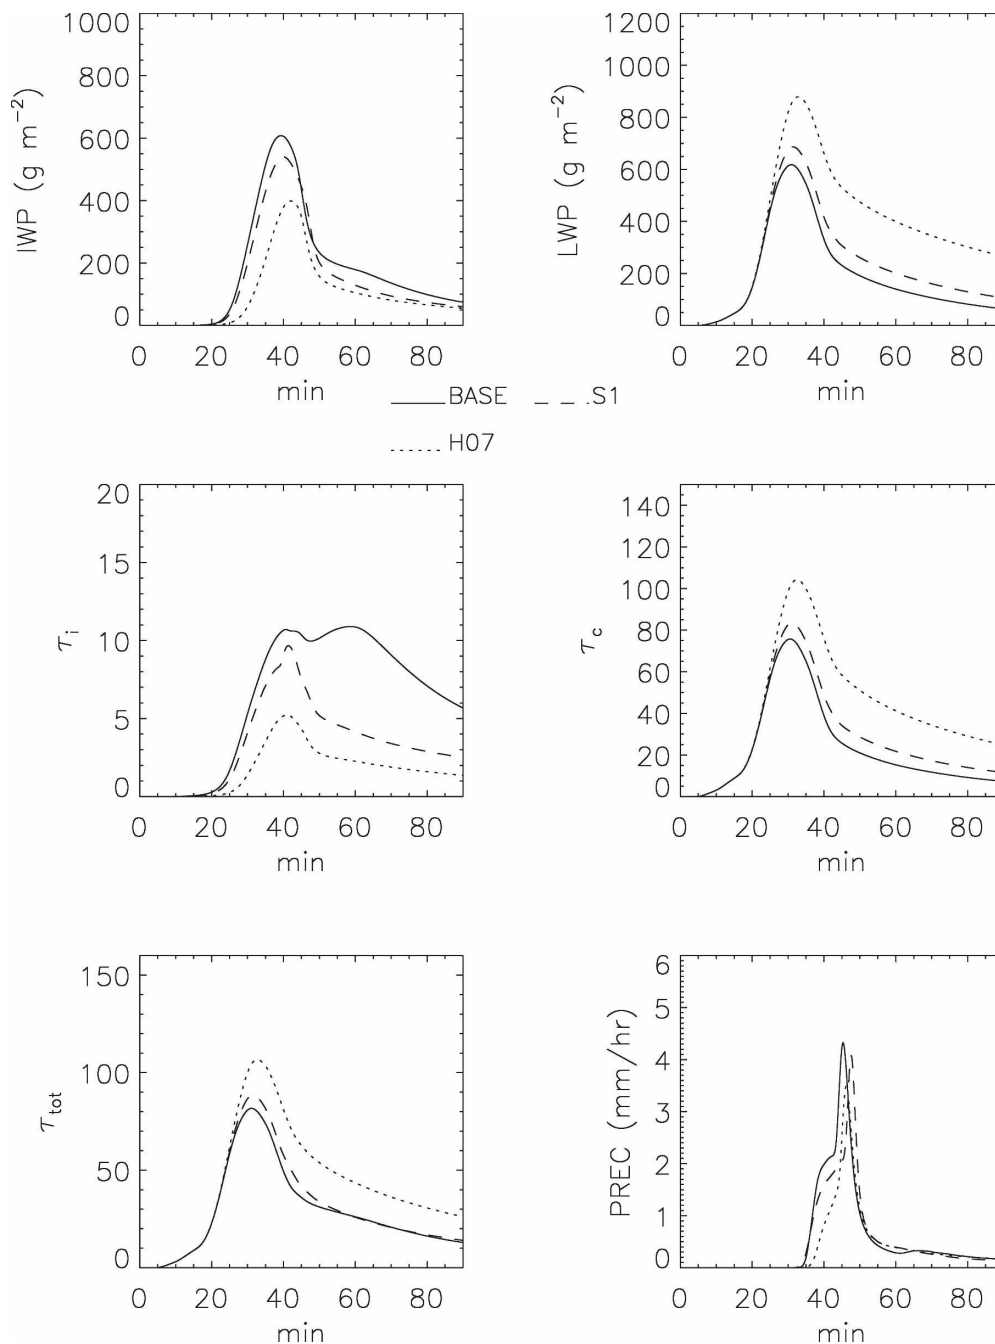 1000
800
600
400
200
0
IWP (g m−2)
0 20 40 60 80
min
1200
1000
800
600
400
200
0
LWP (g m−2)
0 20 40 60 80
min
BASE S1
H07
20
15
10
5
0
τi
0 20 40 60 80
min
140
120
100
80
60
40
20
0
τc
0 20 40 60 80
min
150
100
50
0
τtot
0 20 40 60 80
min
6
5
4
3
2
1
0
PREC (mm/hr)
0 20 40 60 80
min